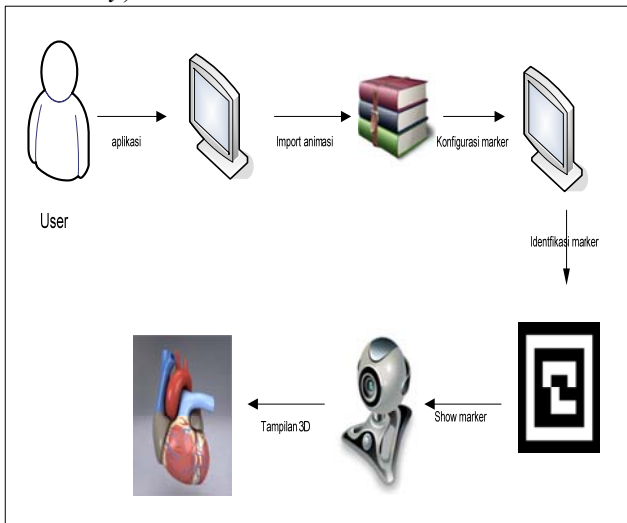 aplikasi
Import animasi
Konfigurasi marker
User
Identfikasi marker
Show marker
Tampilan 3D